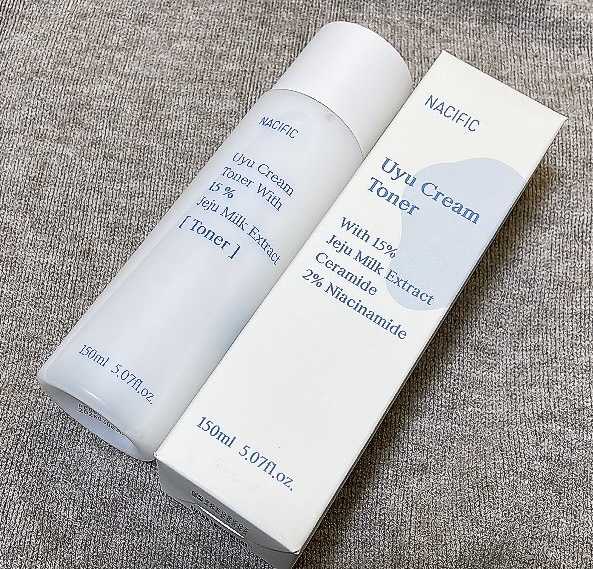 NACIFIC
Uyu Cream
Toner With
15 %
Jeju Milk Extract
[ Toner ]
150ml 5.07fl.oz.
NACIFIC
Uyu Cream
Toner
With 15%
Jeju Milk Extract
Ceramide
2% Niacinamide
150ml 5.07fl.oz.